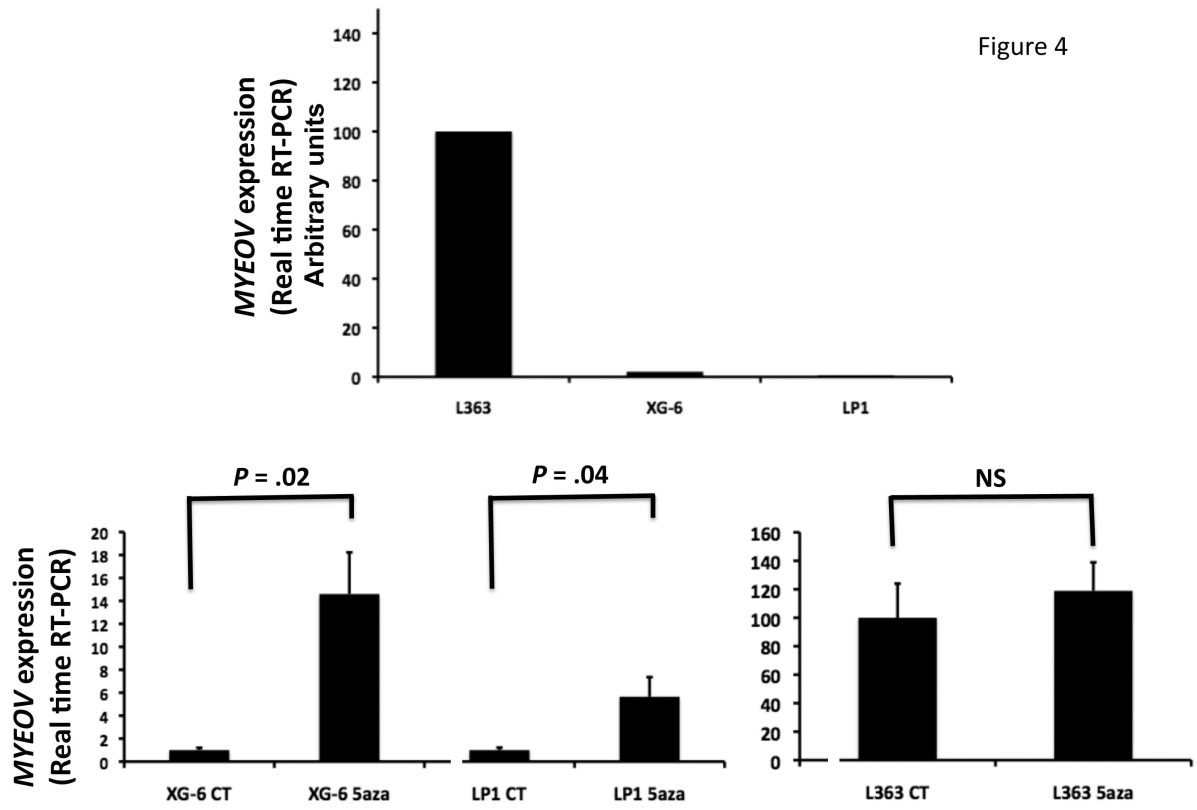 Figure 4
MYEOV expression
(Real time RT-PCR)
Arbitrary units
140
120
100
80
60
40
20
0
L363 XG-6 LP1
P = .02 P = .04 NS
MYEOV expression
(Real time RT-PCR)
20
18
16
14
12
10
8
6
4
2
0
XG-6 CT XG-6 5aza LP1 CT LP1 5aza
160
140
120
100
80
60
40
20
0
L363 CT L363 5aza